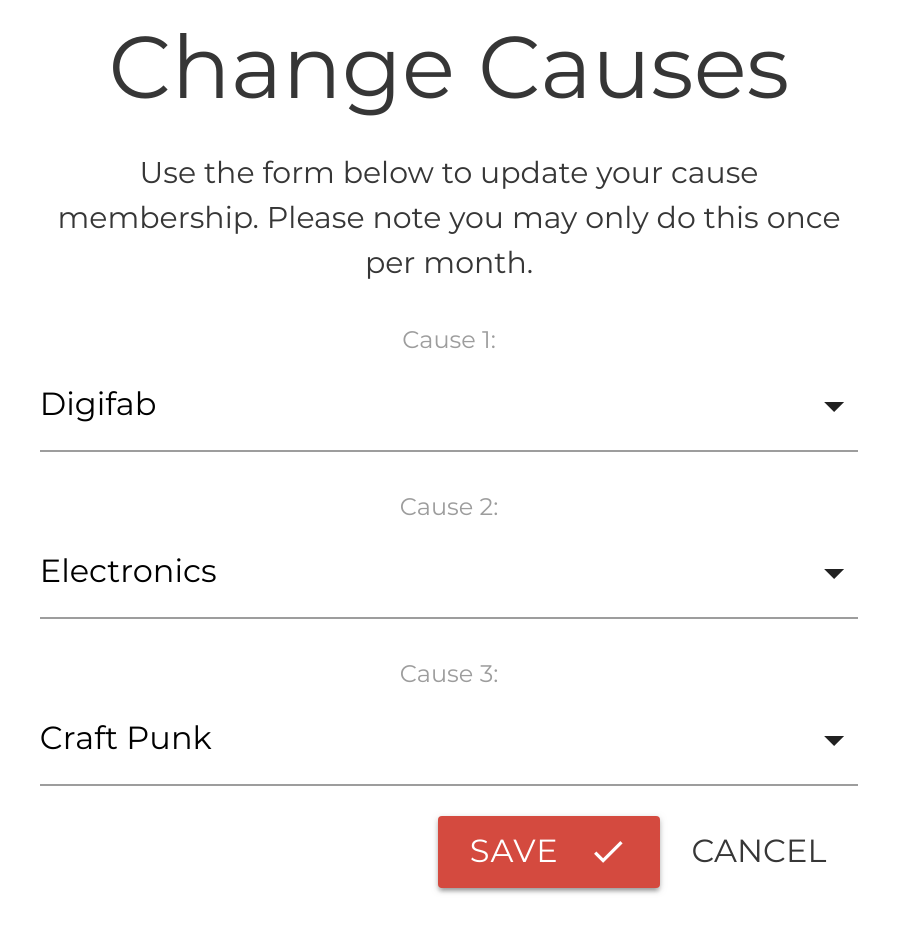 Change Causes
Use the form below to update your cause
membership. Please note you may only do this once
per month.
Cause 1:
Digifab
Cause 2:
Electronics
Cause 3:
Craft Punk
SAVE
CANCEL